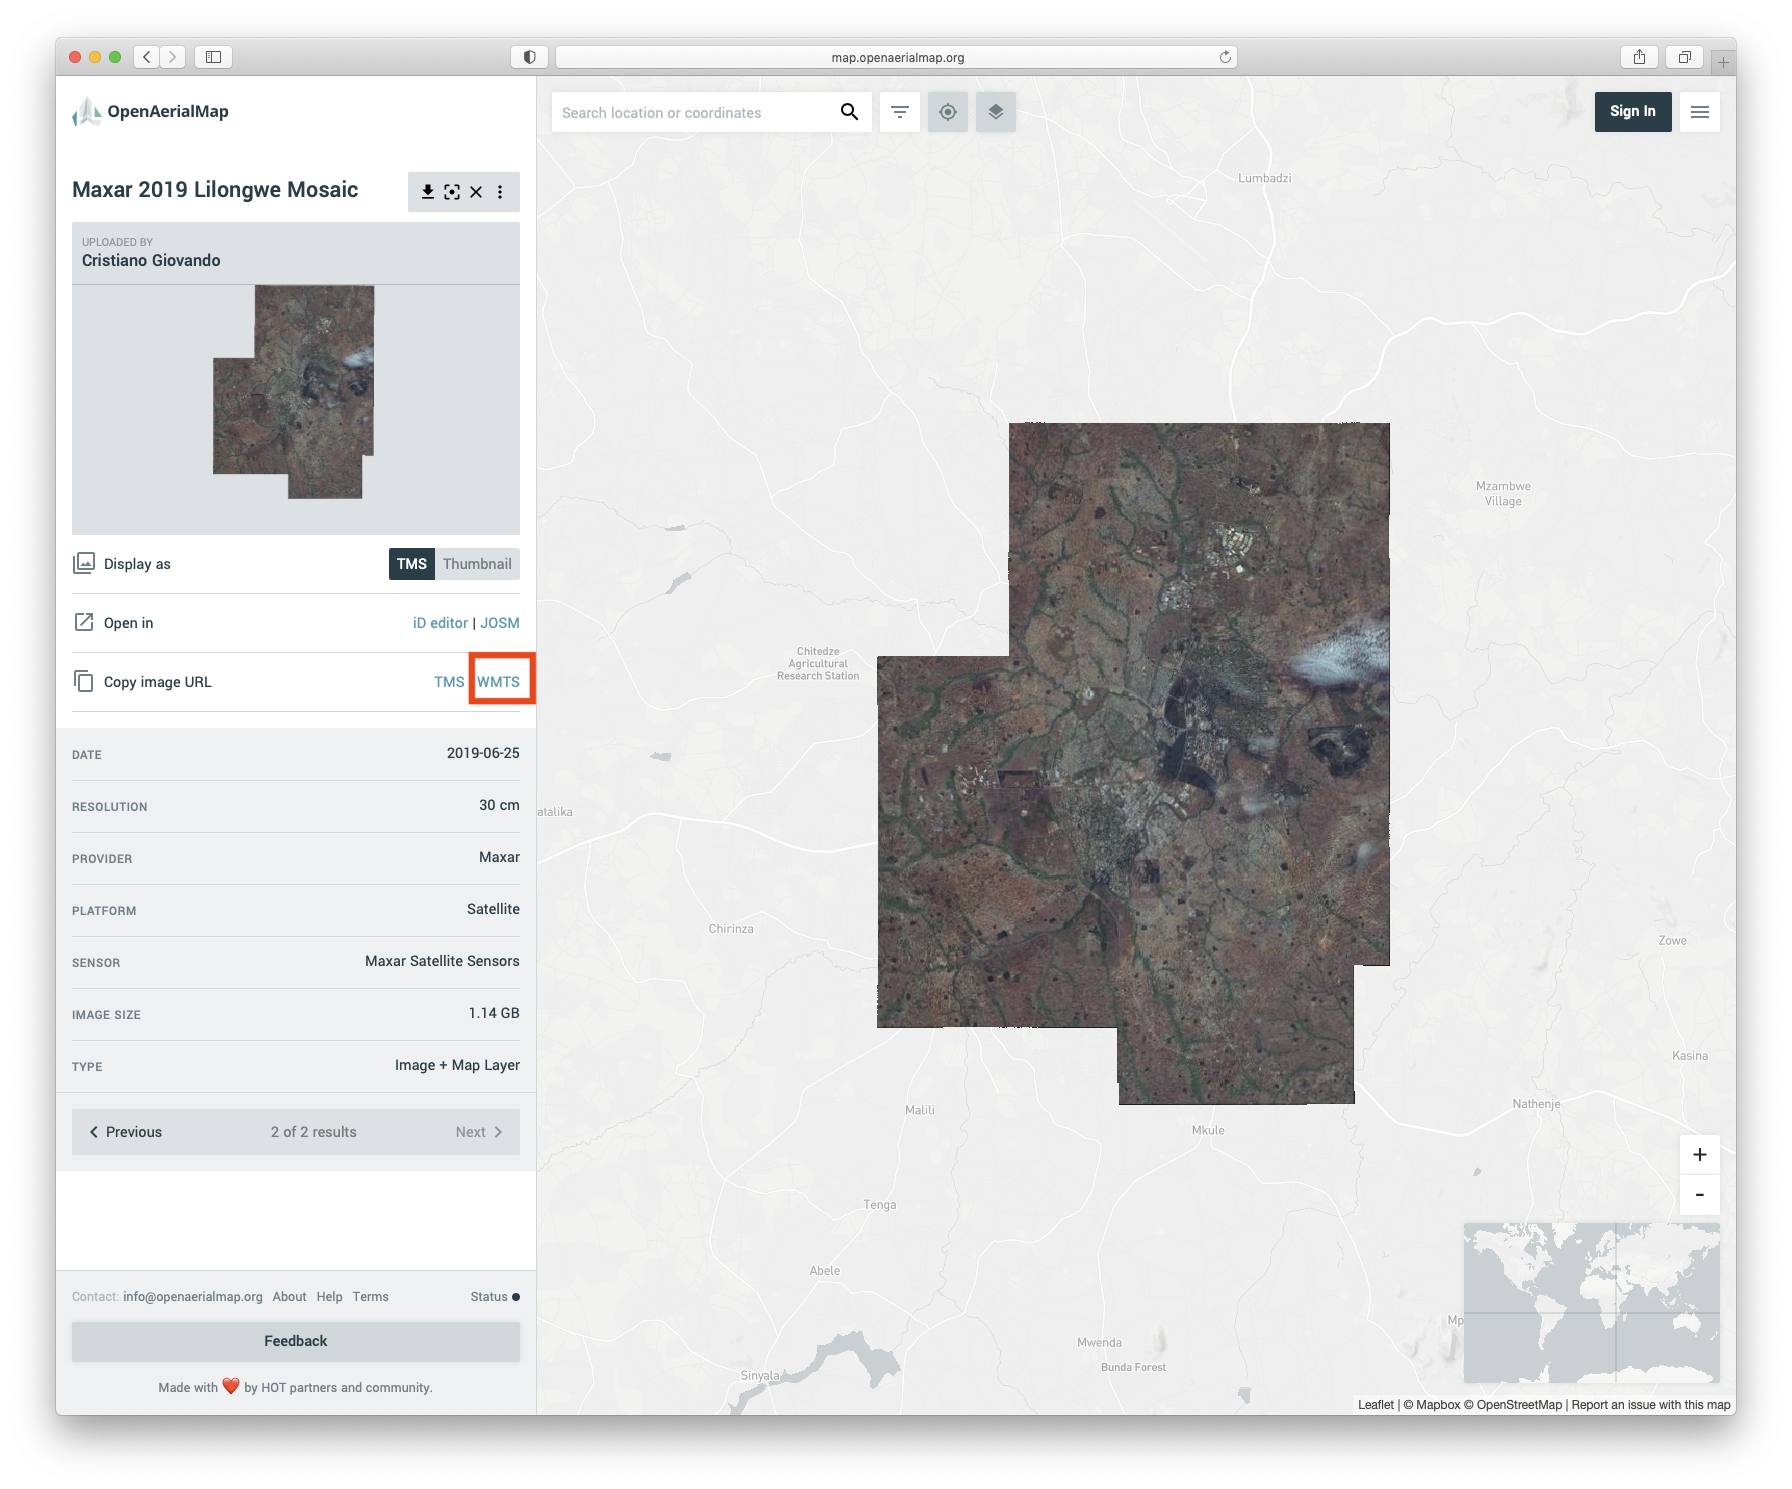 map.openaerialmap.org
OpenAerialMap
Search location or coordinates
Sign In
Maxar 2019 Lilongwe Mosaic
UPLOADED BY
Cristiano Giovando
Display as
TMS Thumbnail
Open in
iD editor | JOSM
Copy image URL
TMS WMTS
DATE
2019-06-25
RESOLUTION
30 cm
PROVIDER
Maxar
PLATFORM
Satellite
SENSOR
Maxar Satellite Sensors
IMAGE SIZE
1.14 GB
TYPE
Image + Map Layer
Previous
2 of 2 results
Next
Contact: info@openaerialmap.org About Help Terms
Status
Feedback
Made with ❤️ by HOT partners and community.
Lumbadzi
Mzambwe
Village
Chitedze
Agricultural
Research Station
atalika
Chirinza
Zowe
Kasina
Malili
Nathenje
Mkule
Tenga
Abele
Mwenda
Bunda Forest
Sinyala
Mp
+
-
Leaflet | © Mapbox © OpenStreetMap | Report an issue with this map